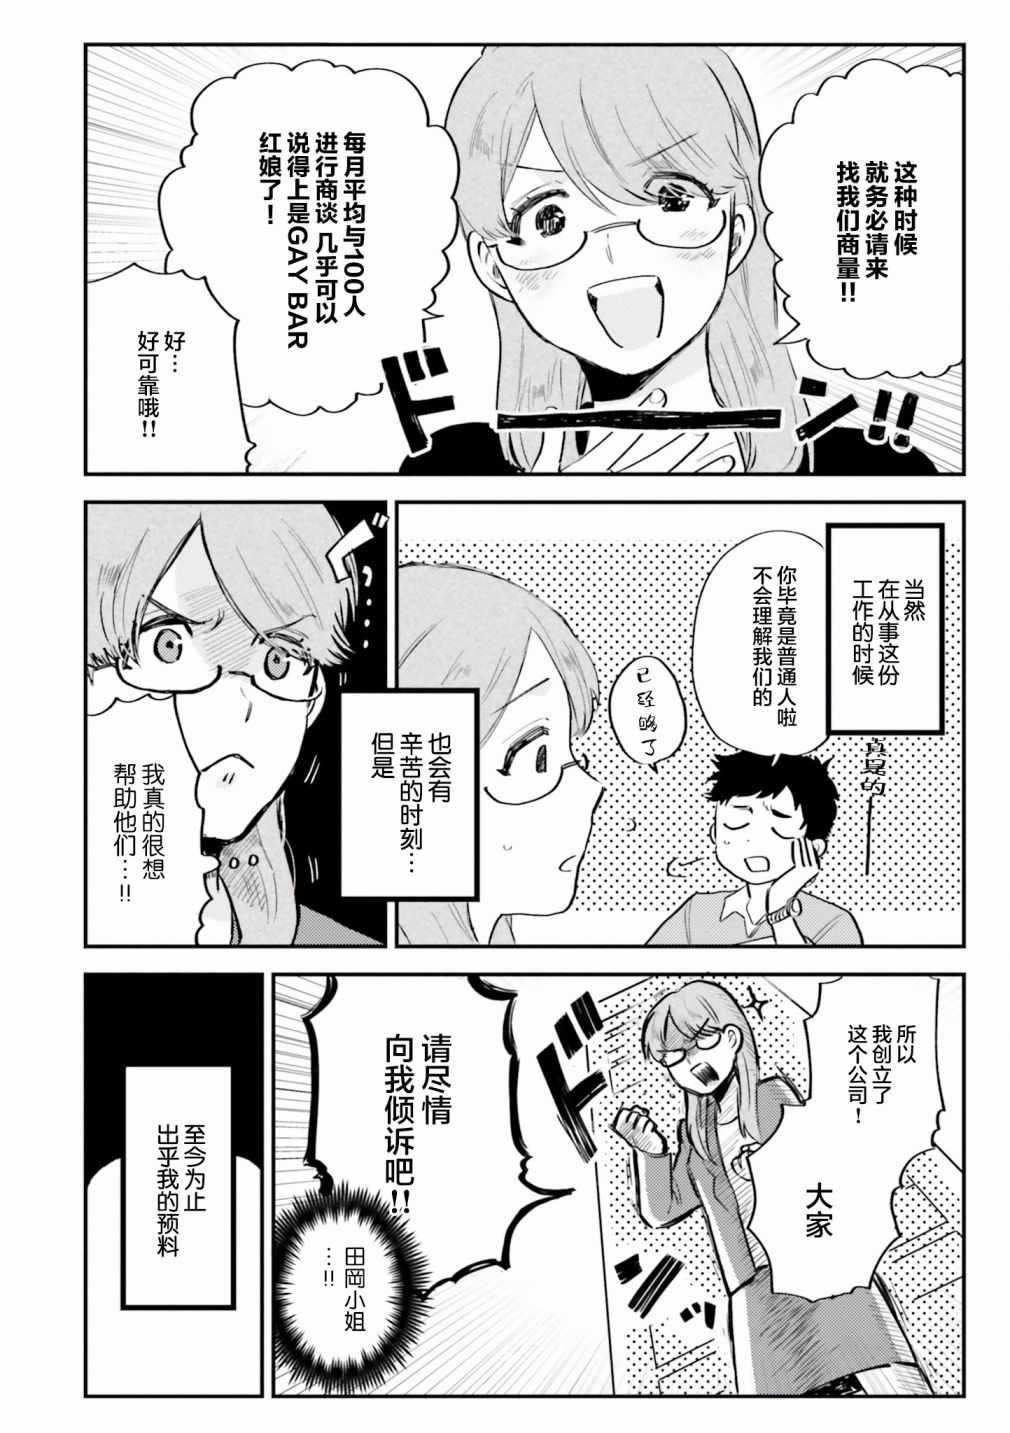 这种时候
就务必请来
找我们商量!!
每月平均与100人
进行商谈 几乎可以
说得上是GAY BAR
红娘了！
好…
好可靠哦!!
ドーン!!
当然
在从事这份
工作的时候
你毕竟是普通人啦
不会理解我们的
真是的——
已经够了
也会有
辛苦的时刻…
但是
我真的很想
帮助他们…!!
所以
我创立了
这个公司！
大家
ドン
请尽情
向我倾诉吧!!
田岡小姐
…!!
至今为止
出乎我的预料